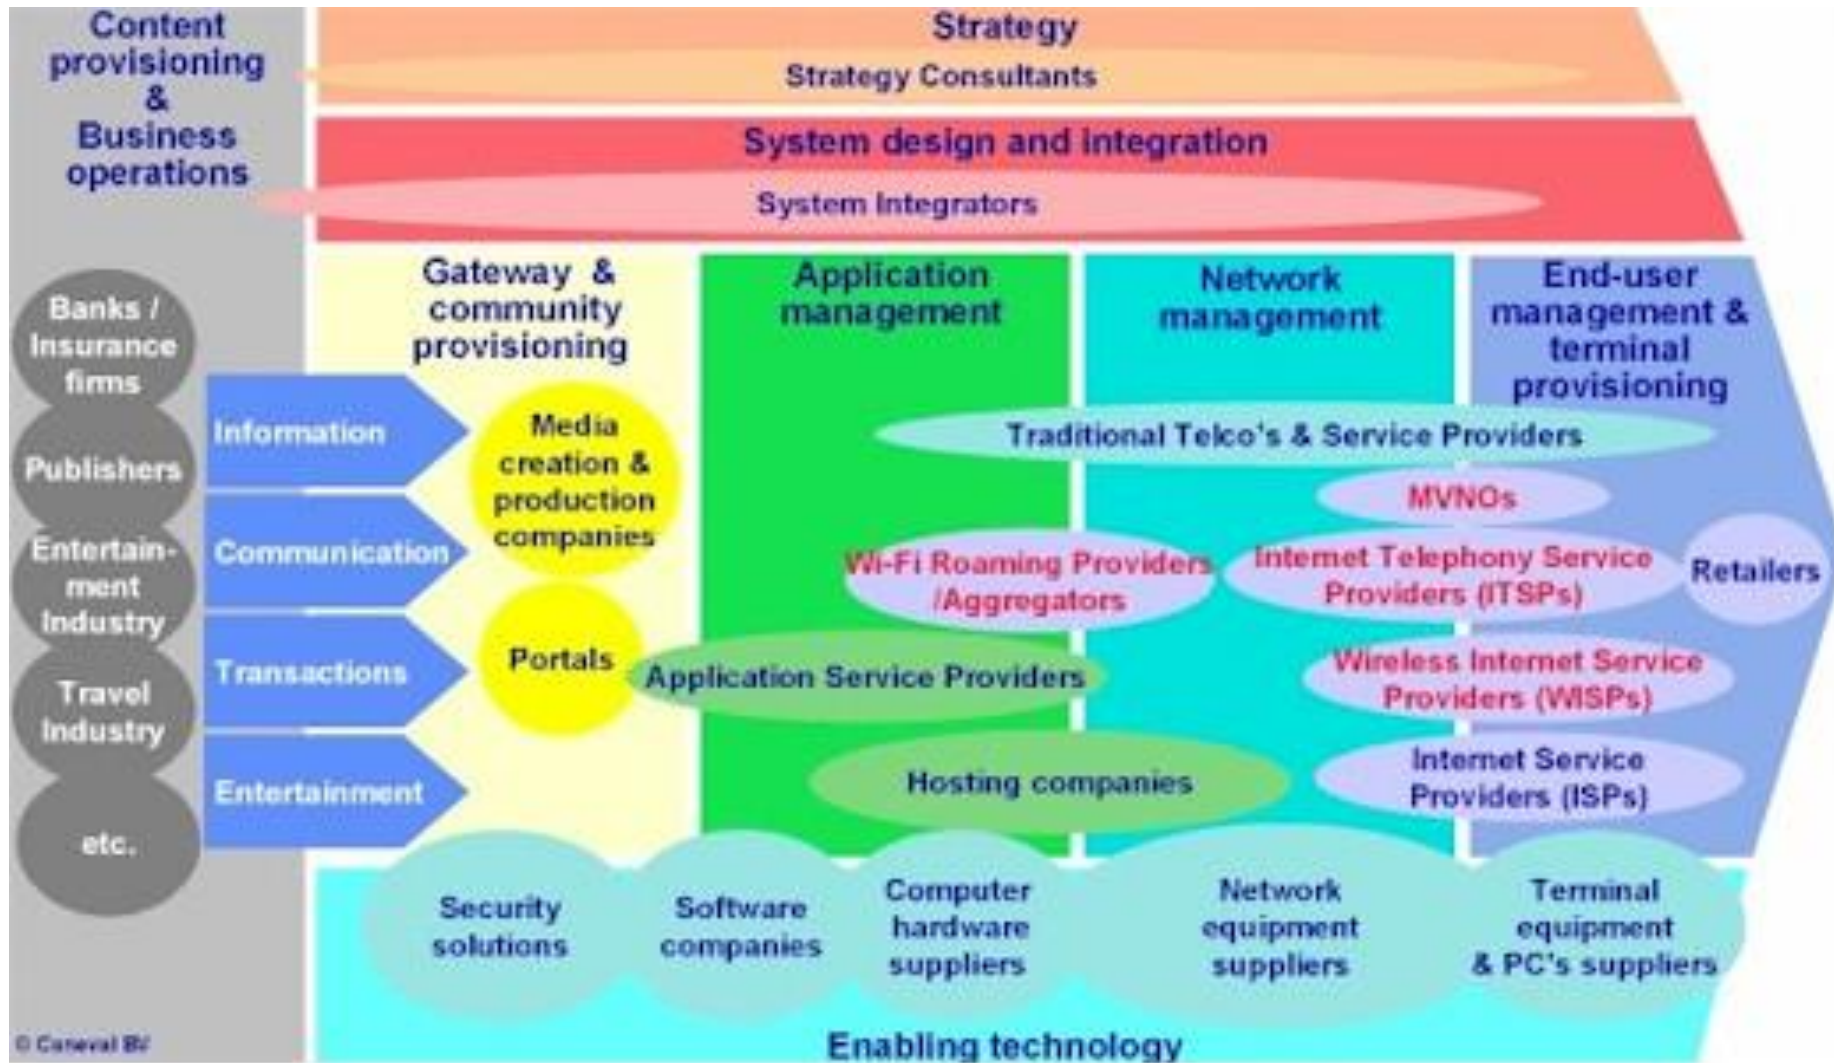 Content
provisioning
&
Business
operations
Strategy
Strategy Consultants
System design and integration
System Integrators
Gateway &
community
provisioning
Application
management
Network
management
End-user
management &
terminal
provisioning
Banks /
Insurance
firms
Publishers
Entertain-
ment
Industry
Travel
Industry
etc.
Information
Communication
Transactions
Entertainment
Media
creation &
production
companies
Portals
Traditional Telco's & Service Providers
MVNOs
Wi-Fi Roaming Providers
/Aggregators
Internet Telephony Service
Providers (ITSPs)
Retailers
Application Service Providers
Wireless Internet Service
Providers (WISPs)
Hosting companies
Internet Service
Providers (ISPs)
Security
solutions
Software
companies
Computer
hardware
suppliers
Network
equipment
suppliers
Terminal
equipment
& PC's suppliers
Enabling technology
© Coneval BV